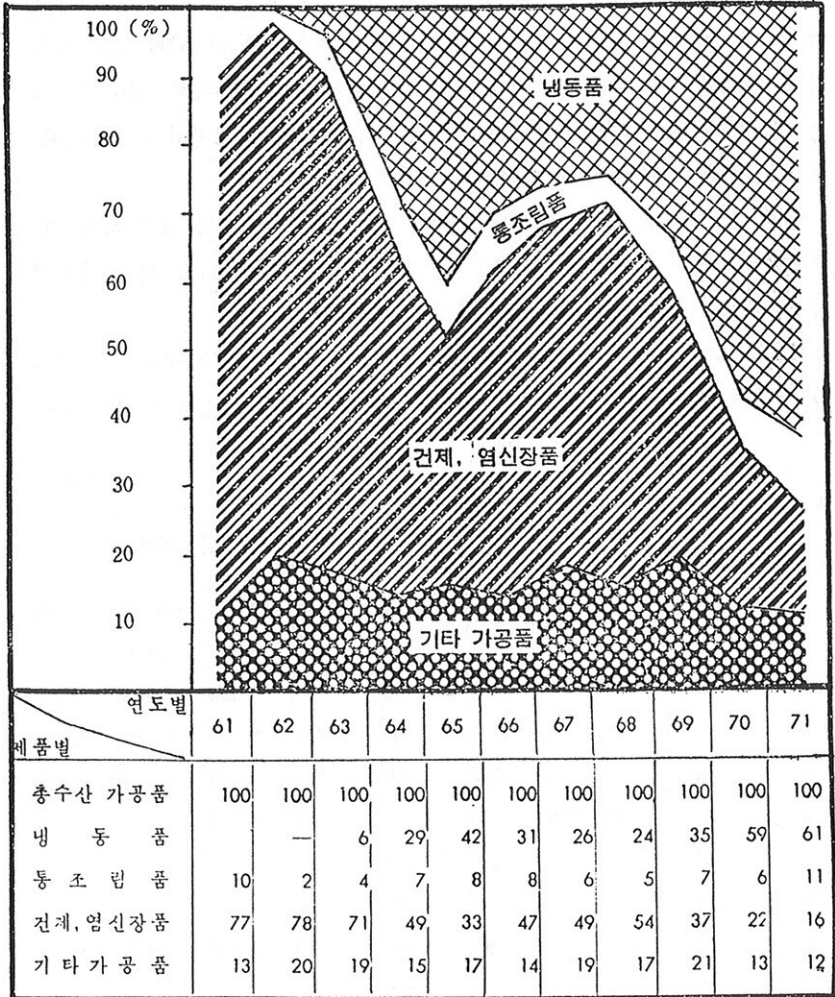 100 (%)
90
80
70
60
50
40
30
20
10
냉동품
통조림품
건제, 염신장품
기타 가공품
연도별
제품별
61 62 63 64 65 66 67 68 69 70 71
총수산 가공품 100 100 100 100 100 100 100 100 100 100 100
냉 동 품 — 6 29 42 31 26 24 35 59 61
통 조 림 품 10 2 4 7 8 8 6 5 7 6 11
건제,염신장품 77 78 71 49 33 47 49 54 37 22 16
기 타 가 공 품 13 20 19 15 17 14 19 17 21 13 12